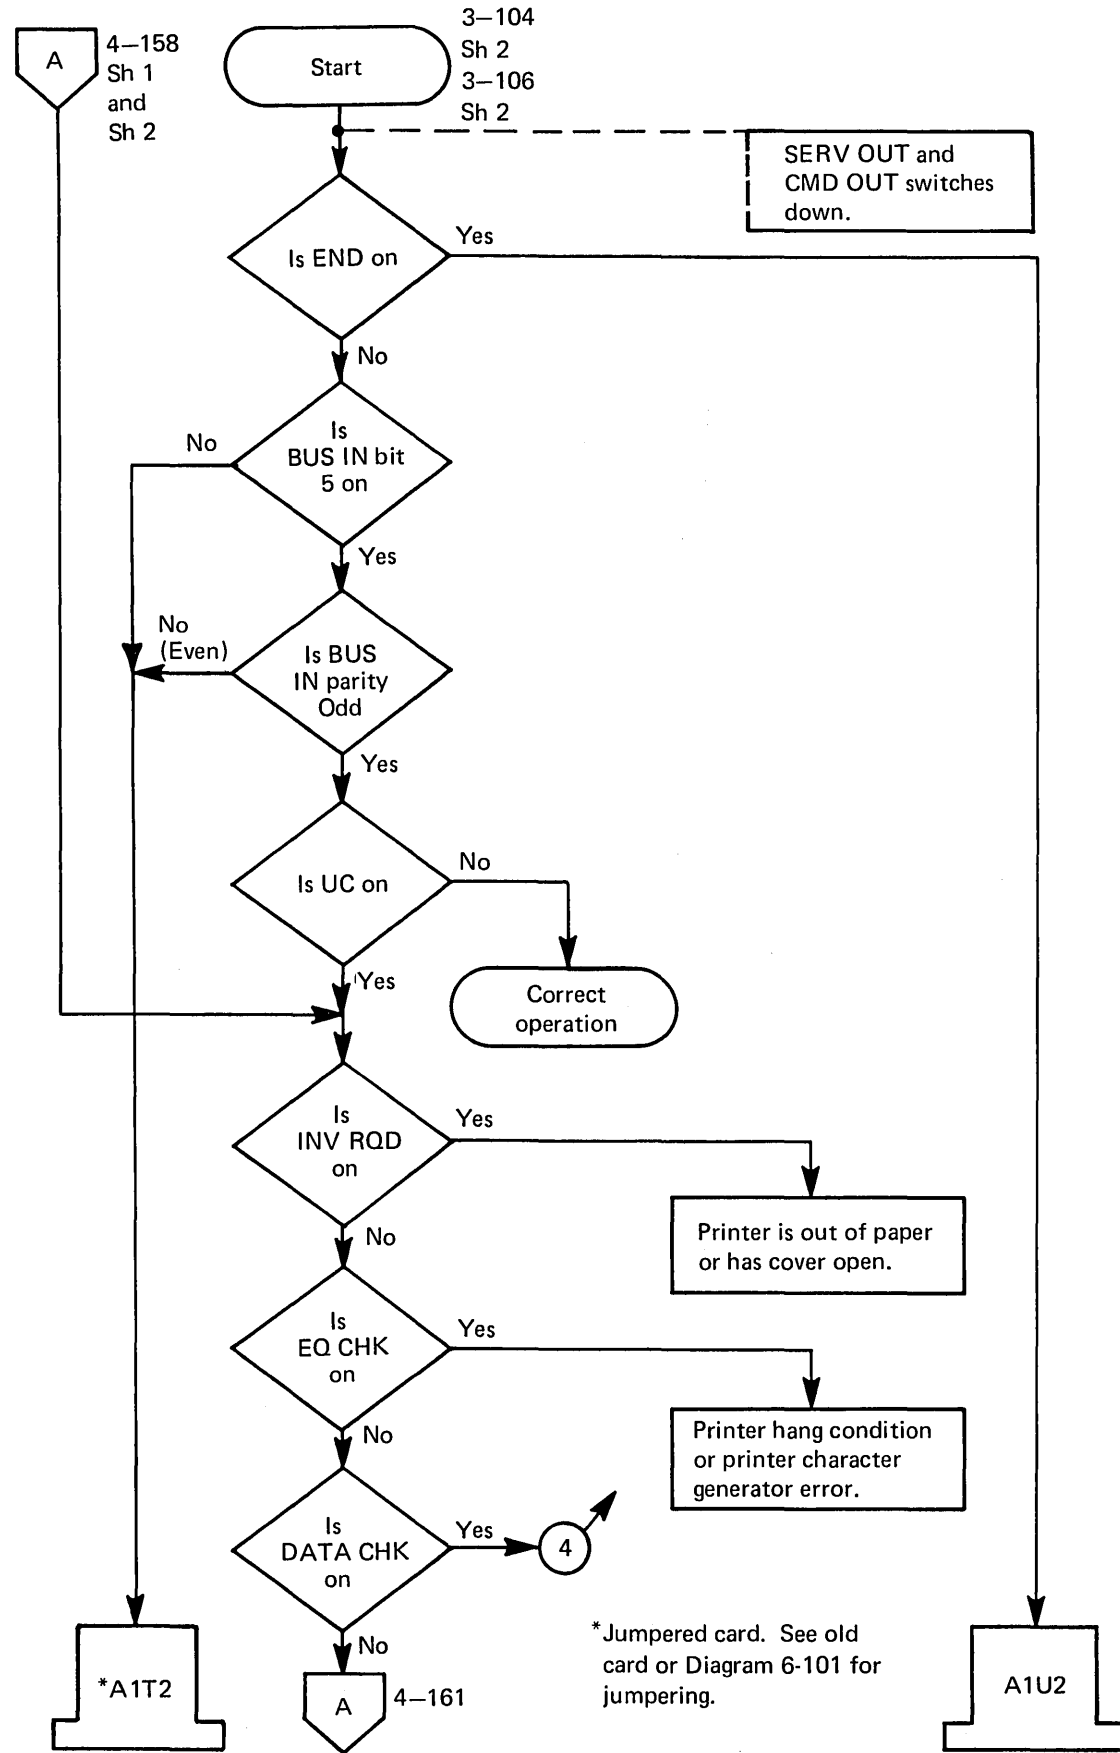 A
4—158
Sh 1
and
Sh 2
Start
3—104
Sh 2
3—106
Sh 2
SERV OUT and
CMD OUT switches
down.
Is END on
Yes
No
Is
BUS IN bit
5 on
No
Yes
Is BUS
IN parity
Odd
No
(Even)
Yes
Is UC on
No
Yes
Correct
operation
Is
INV RQD
on
Yes
No
Printer is out of paper
or has cover open.
Is
EQ CHK
on
Yes
No
Printer hang condition
or printer character
generator error.
Is
DATA CHK
on
Yes
4
No
*Jumpered card. See old
card or Diagram 6-101 for
jumpering.
*A1T2
A
4—161
A1U2